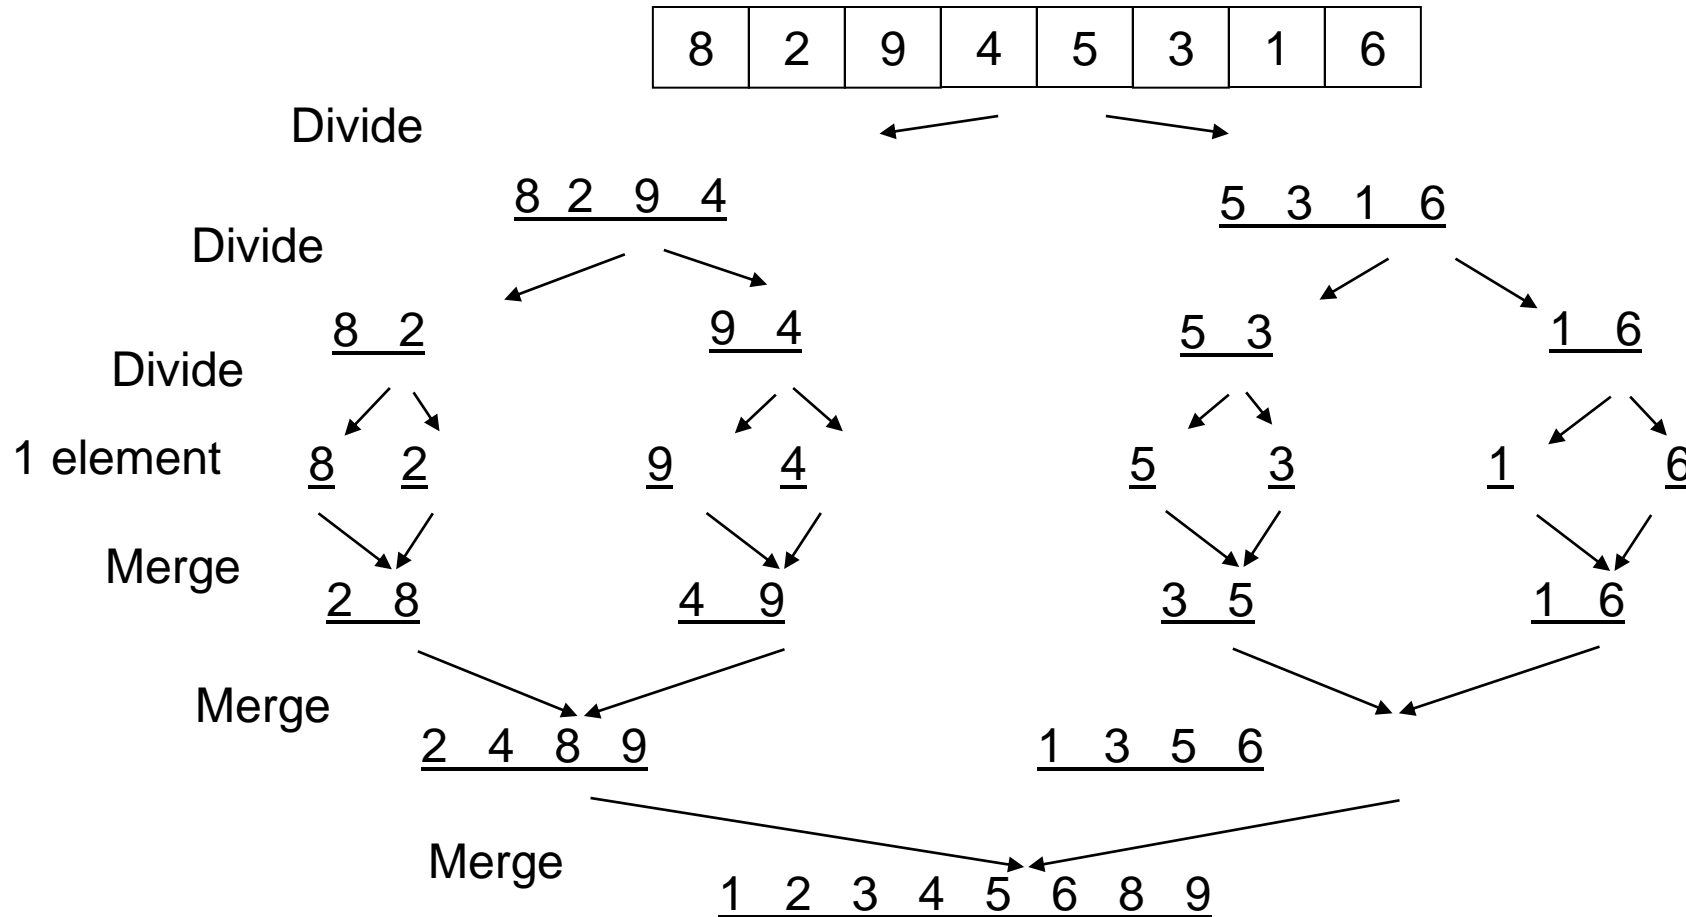 8 2 9 4 5 3 1 6
Divide
8 2 9 4 5 3 1 6
Divide
8 2 9 4 5 3 1 6
Divide
1 element 8 2 9 4 5 3 1 6
Merge
2 8 4 9 3 5 1 6
Merge
2 4 8 9 1 3 5 6
Merge
1 2 3 4 5 6 8 9